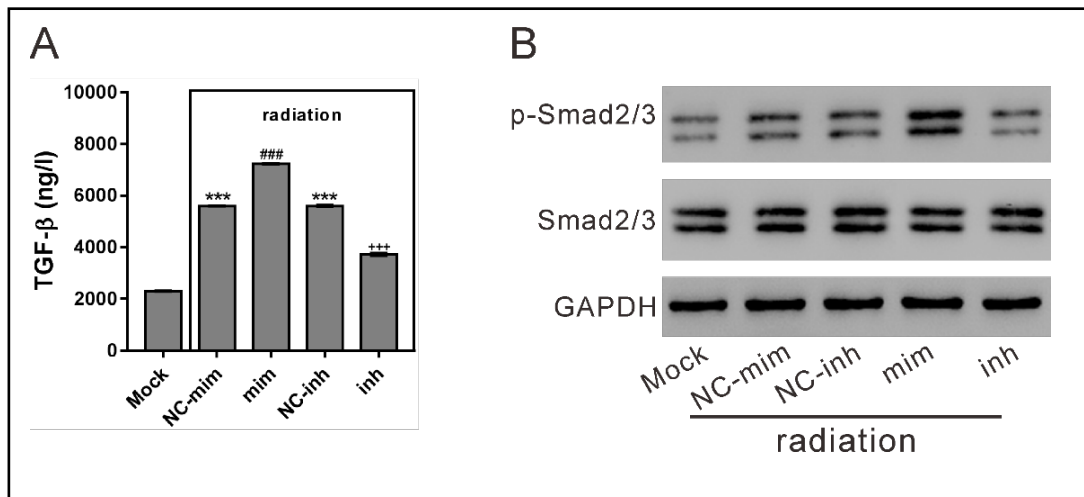 A
TGF-β (ng/l)
10000
8000
6000
4000
2000
0
radiation
***
###
***
+++
Mock
NC-mim
mim
NC-inh
inh
B
p-Smad2/3
Smad2/3
GAPDH
Mock
NC-mim
NC-inh
mim
inh
radiation